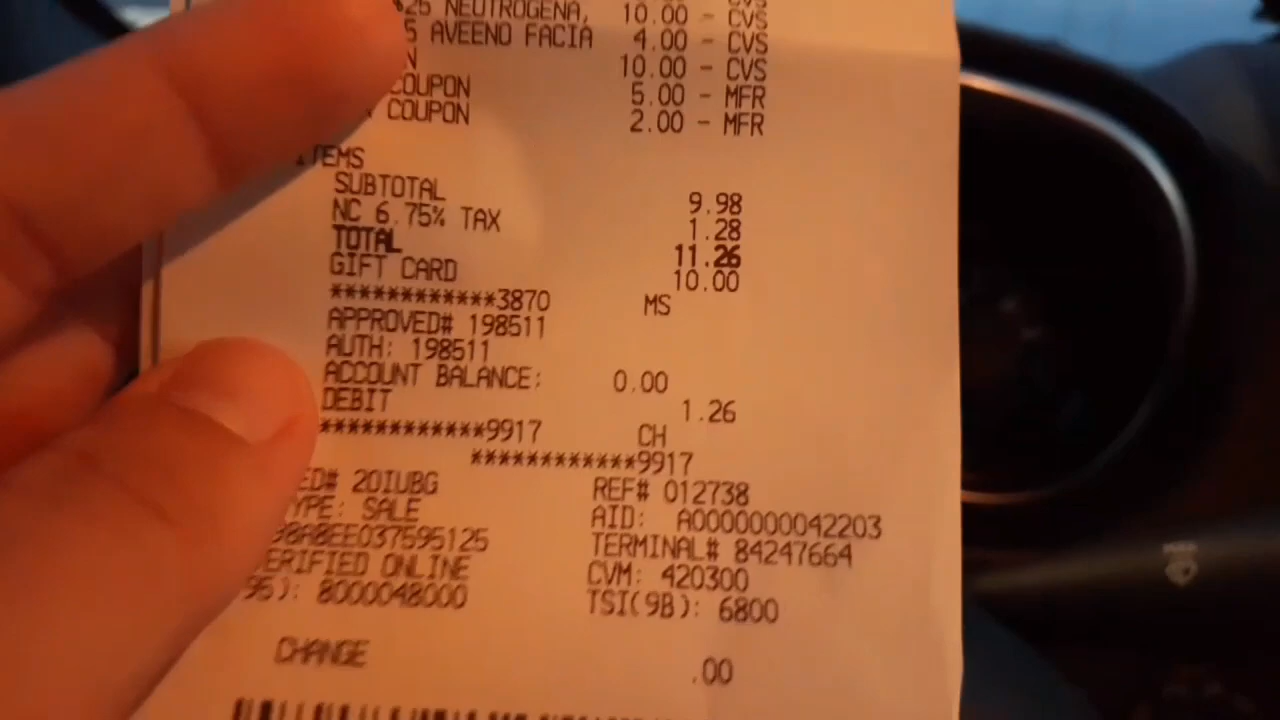 $25 NEUTROGENA, 10.00 - CVS
5 AVEENO FACIA 4.00 - CVS
N 10.00 - CVS
COUPON 5.00 - MFR
COUPON 2.00 - MFR
TEMS
SUBTOTAL 9.98
NC 6.75% TAX 1.28
TOTAL 11.26
GIFT CARD 10.00
************3870 MS
APPROVED# 198511
AUTH: 198511
ACCOUNT BALANCE: 0.00
DEBIT 1.26
************9917 CH
************9917
ED# 20IUBG REF# 012738
YPE: SALE AID: A0000000042203
98A8EE037595125 TERMINAL# 84247664
ERIFIED ONLINE CVM: 420300
95): 8000048000 TSI(9B): 6800
CHANGE .00